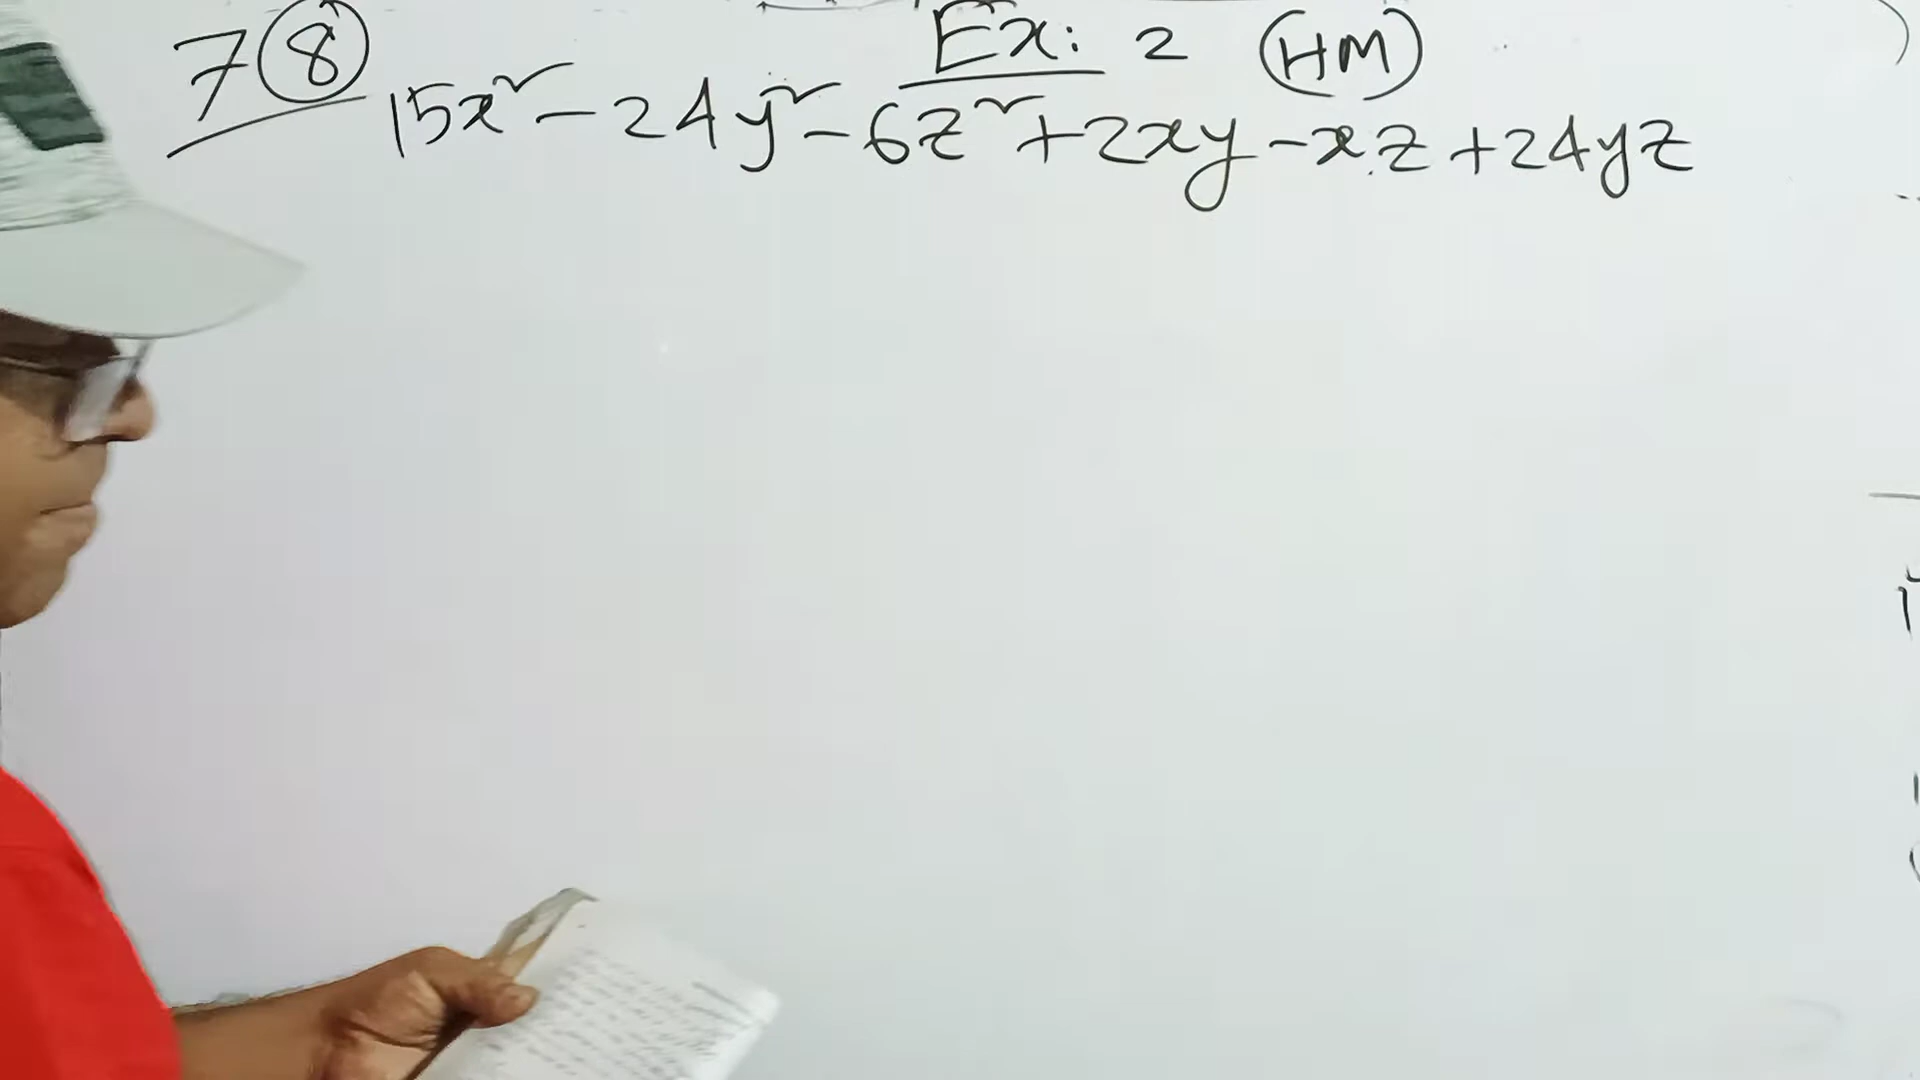 Ex: 2 (HM)
7 (8) 15x² - 24y² - 6z² + 2xy - xz + 24yz